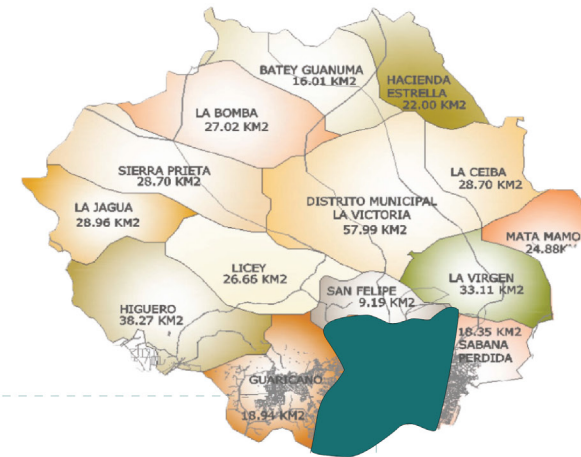 BATEY GUANUMA
16.01 KM2
HACIENDA
ESTRELLA
22.00 KM2
LA BOMBA
27.02 KM2
SIERRA PRIETA
28.70 KM2
LA CEIBA
28.70 KM2
LA JAGUA
28.96 KM2
DISTRITO MUNICIPAL
LA VICTORIA
57.99 KM2
MATA MAMO
24.88K
LICEY
26.66 KM2
LA VIRGEN
33.11 KM2
SAN FELIPE
9.19 KM2
HIGUERO
38.27 KM2
18.35 KM2
SABANA
PERDIDA
GUARICANO
18.94 KM2